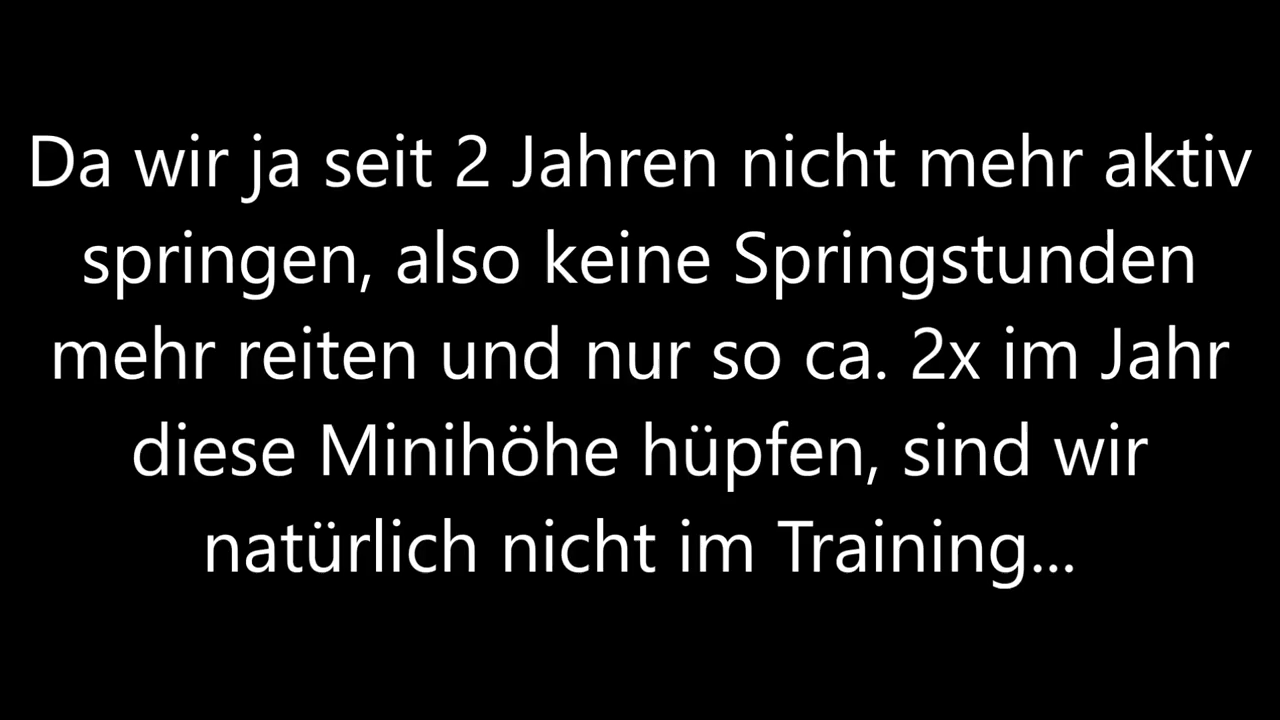 Da wir ja seit 2 Jahren nicht mehr aktiv
springen, also keine Springstunden
mehr reiten und nur so ca. 2x im Jahr
diese Minihöhe hüpfen, sind wir
natürlich nicht im Training...